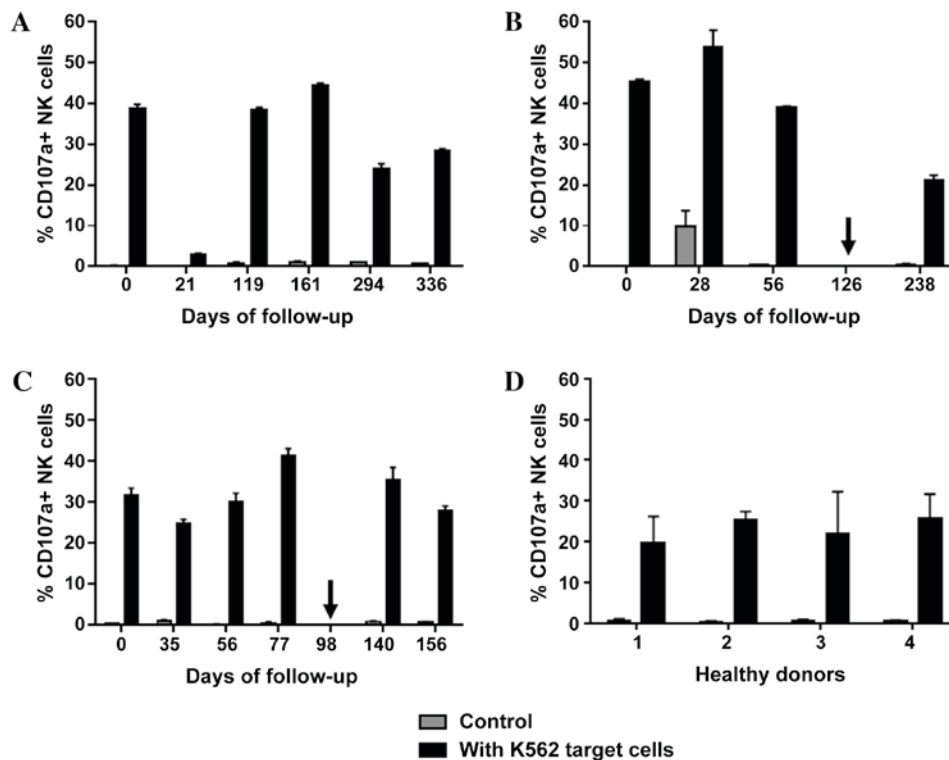 A
% CD107a+ NK cells
60
50
40
30
20
10
0
0 21 119 161 294 336
Days of follow-up
B
% CD107a+ NK cells
60
50
40
30
20
10
0
0 28 56 126 238
Days of follow-up
C
% CD107a+ NK cells
60
50
40
30
20
10
0
0 35 56 77 98 140 156
Days of follow-up
D
% CD107a+ NK cells
60
50
40
30
20
10
0
1 2 3 4
Healthy donors
Control
With K562 target cells